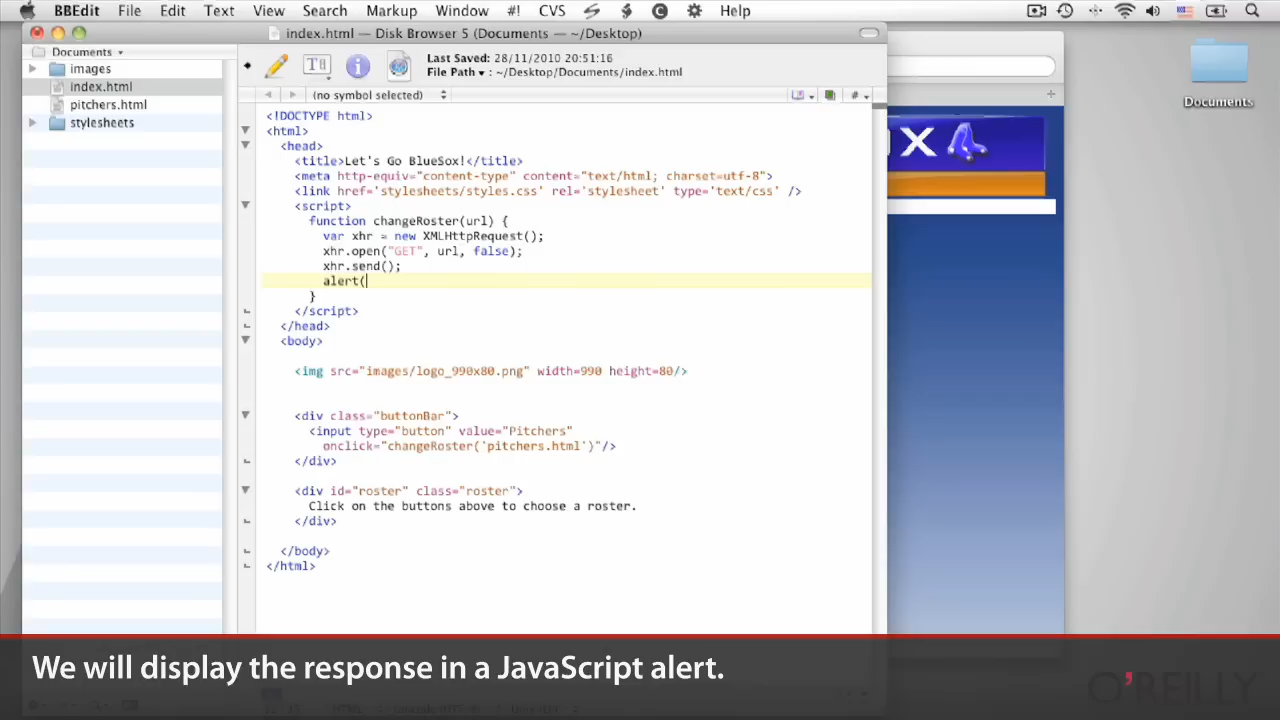 BBEdit File Edit Text View Search Markup Window #! CVS Help
index.html — Disk Browser 5 (Documents — ~/Desktop)
Documents
images
index.html
pitchers.html
stylesheets
Last Saved: 28/11/2010 20:51:16
File Path ▾ : ~/Desktop/Documents/index.html
(no symbol selected)
#
<!DOCTYPE html>
<html>
<head>
<title>Let's Go BlueSox!</title>
<meta http-equiv="content-type" content="text/html; charset=utf-8">
<link href='stylesheets/styles.css' rel='stylesheet' type='text/css' />
<script>
function changeRoster(url) {
var xhr = new XMLHttpRequest();
xhr.open("GET", url, false);
xhr.send();
alert(
}
</script>
</head>
<body>
<img src="images/logo_990x80.png" width=990 height=80/>
<div class="buttonBar">
<input type="button" value="Pitchers"
onclick="changeRoster('pitchers.html')"/>
</div>
<div id="roster" class="roster">
Click on the buttons above to choose a roster.
</div>
</body>
</html>
X
Documents
We will display the response in a JavaScript alert.
O'REILLY